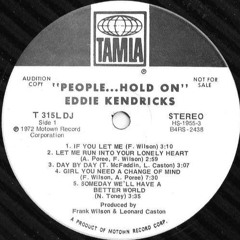 TAMLA
AUDITION COPY
NOT FOR SALE
"PEOPLE...HOLD ON"
EDDIE KENDRICKS
T 315L DJ
Side 1
℗ 1972 Motown Record Corporation
STEREO
HS-1955-3
B4RS-2438
1. IF YOU LET ME (F. Wilson) 3:02
2. LET ME RUN INTO YOUR LONELY HEART
(A. Poree, F. Wilson) 3:59
3. DAY BY DAY (T. McFaddin, L. Caston)
4. GIRL YOU NEED A CHANGE OF MIND
(F. Wilson, A. Poree) 7:30
5. SOMEDAY WE'LL HAVE A
BETTER WORLD
(N. Toney) 3:35
Produced by
Frank Wilson & Leonard Caston
A PRODUCT OF MOTOWN RECORD CORP.